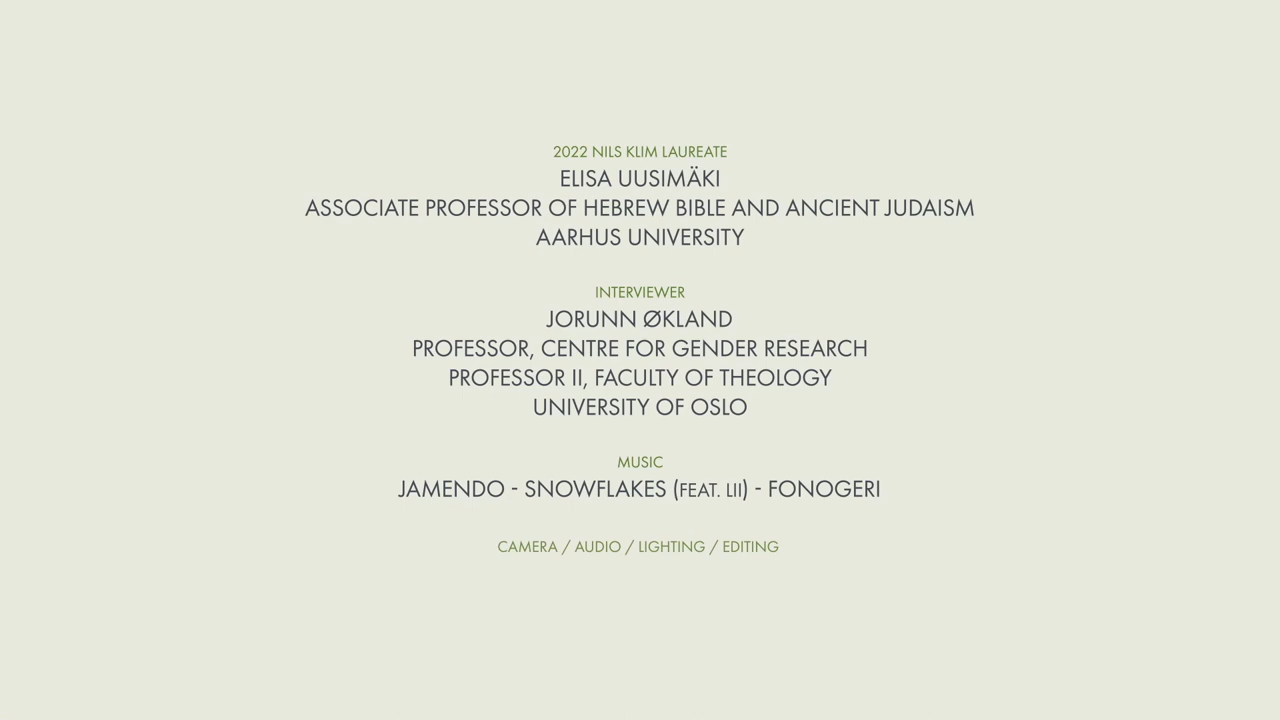 2022 NILS KLIM LAUREATE
ELISA UUSIMÄKI
ASSOCIATE PROFESSOR OF HEBREW BIBLE AND ANCIENT JUDAISM
AARHUS UNIVERSITY
INTERVIEWER
JORUNN ØKLAND
PROFESSOR, CENTRE FOR GENDER RESEARCH
PROFESSOR II, FACULTY OF THEOLOGY
UNIVERSITY OF OSLO
MUSIC
JAMENDO - SNOWFLAKES (FEAT. LII) - FONOGERI
CAMERA / AUDIO / LIGHTING / EDITING